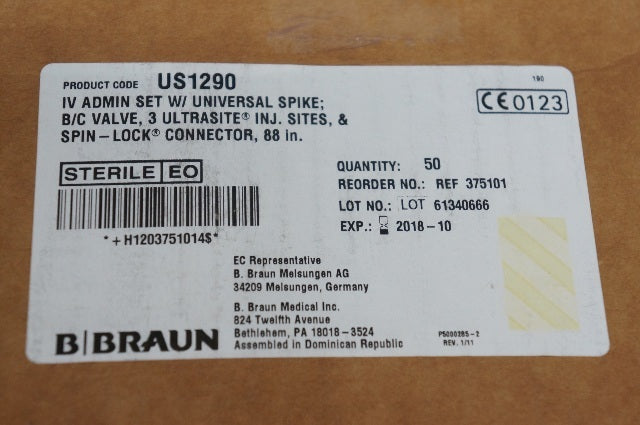 PRODUCT CODE US1290
190
IV ADMIN SET W/ UNIVERSAL SPIKE;
B/C VALVE, 3 ULTRASITE® INJ. SITES, &
SPIN-LOCK® CONNECTOR, 88 in.
CE 0123
STERILE EO
QUANTITY: 50
REORDER NO.: REF 375101
LOT NO.: LOT 61340666
EXP.: 2018-10
*+H1203751014$*
EC Representative
B. Braun Melsungen AG
34209 Melsungen, Germany
B. Braun Medical Inc.
824 Twelfth Avenue
Bethlehem, PA 18018-3524
Assembled in Dominican Republic
B|BRAUN
P5000285-2
REV. 1/11